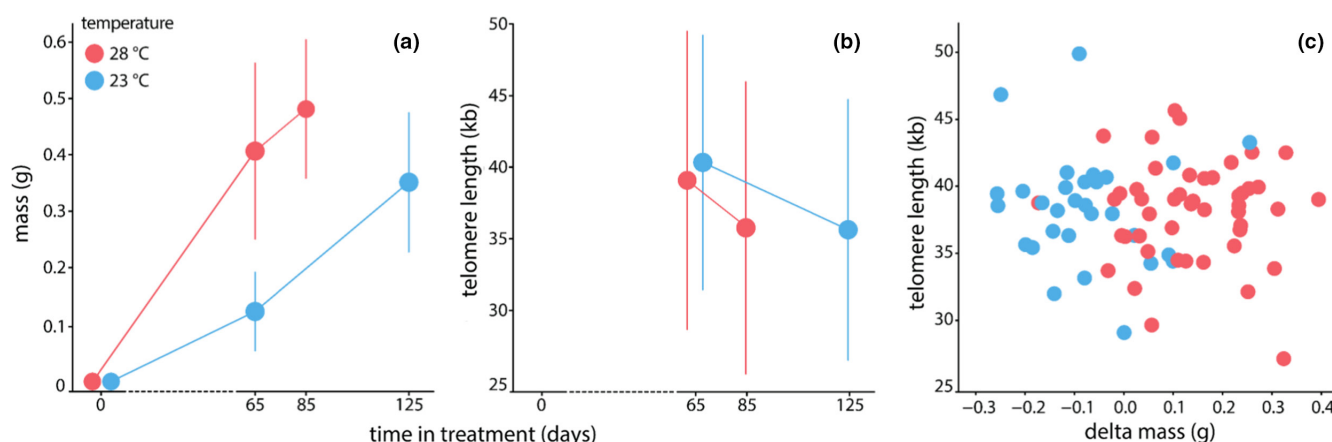 temperature
28 °C
23 °C
(a)
mass (g)
0.6
0.5
0.4
0.3
0.2
0.1
0
0 65 85 125
(b)
telomere length (kb)
50
45
40
35
30
25
0 65 85 125
time in treatment (days)
(c)
telomere length (kb)
50
45
40
35
30
25
−0.3 −0.2 −0.1 0.0 0.1 0.2 0.3 0.4
delta mass (g)